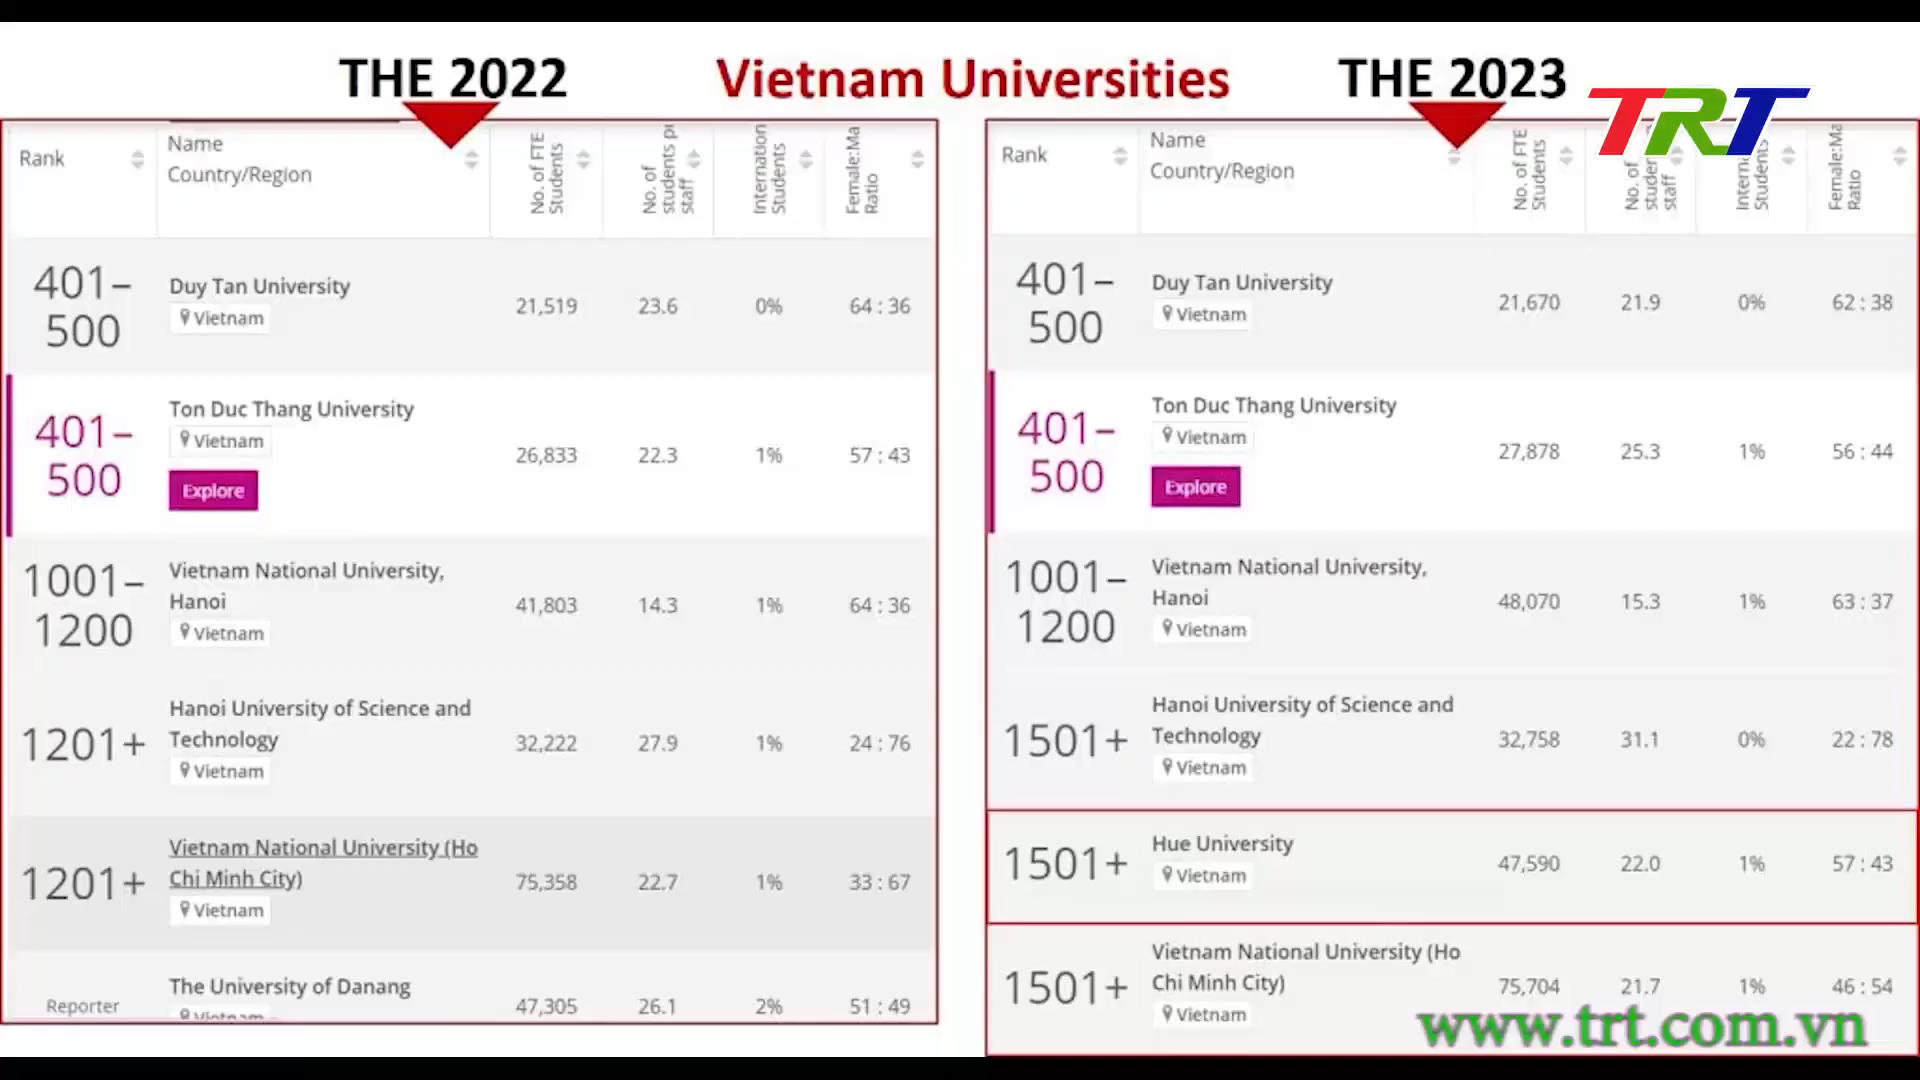 THE 2022
Vietnam Universities
THE 2023
TRT
Rank
Name
Country/Region
No. of FTE
Students
No. of
students
staff
Students
Female:Ma
Ratio
401–
500
Duy Tan University
Vietnam
21,519
23.6
0%
64 : 36
401–
500
Ton Duc Thang University
Vietnam
Explore
26,833
22.3
1%
57 : 43
1001–
1200
Vietnam National University,
Hanoi
Vietnam
41,803
14.3
1%
64 : 36
1201+
Hanoi University of Science and
Technology
Vietnam
32,222
27.9
1%
24 : 76
1201+
Vietnam National University (Ho
Chi Minh City)
Vietnam
75,358
22.7
1%
33 : 67
Reporter
The University of Danang
Vietnam
47,305
26.1
2%
51 : 49
Rank
Name
Country/Region
No. of FTE
Students
No. of
staff
Students
Female:Ma
Ratio
401–
500
Duy Tan University
Vietnam
21,670
21.9
0%
62 : 38
401–
500
Ton Duc Thang University
Vietnam
Explore
27,878
25.3
1%
56 : 44
1001–
1200
Vietnam National University,
Hanoi
Vietnam
48,070
15.3
1%
63 : 37
1501+
Hanoi University of Science and
Technology
Vietnam
32,758
31.1
0%
22 : 78
1501+
Hue University
Vietnam
47,590
22.0
1%
57 : 43
1501+
Vietnam National University (Ho
Chi Minh City)
Vietnam
75,704
21.7
1%
46 : 54
www.trt.com.vn